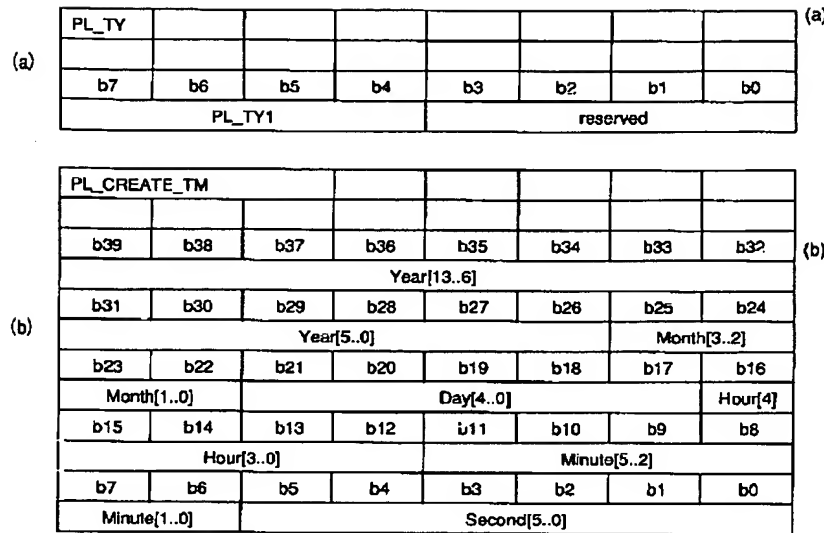 PL_TY
(a)
(a)
b7 b6 b5 b4 b3 b2 b1 b0
PL_TY1 reserved
PL_CREATE_TM
b39 b38 b37 b36 b35 b34 b33 b32
(b)
Year[13..6]
b31 b30 b29 b28 b27 b26 b25 b24
(b)
Year[5..0] Month[3..2]
b23 b22 b21 b20 b19 b18 b17 b16
Month[1..0] Day[4..0] Hour[4]
b15 b14 b13 b12 b11 b10 b9 b8
Hour[3..0] Minute[5..2]
b7 b6 b5 b4 b3 b2 b1 b0
Minute[1..0] Second[5..0]